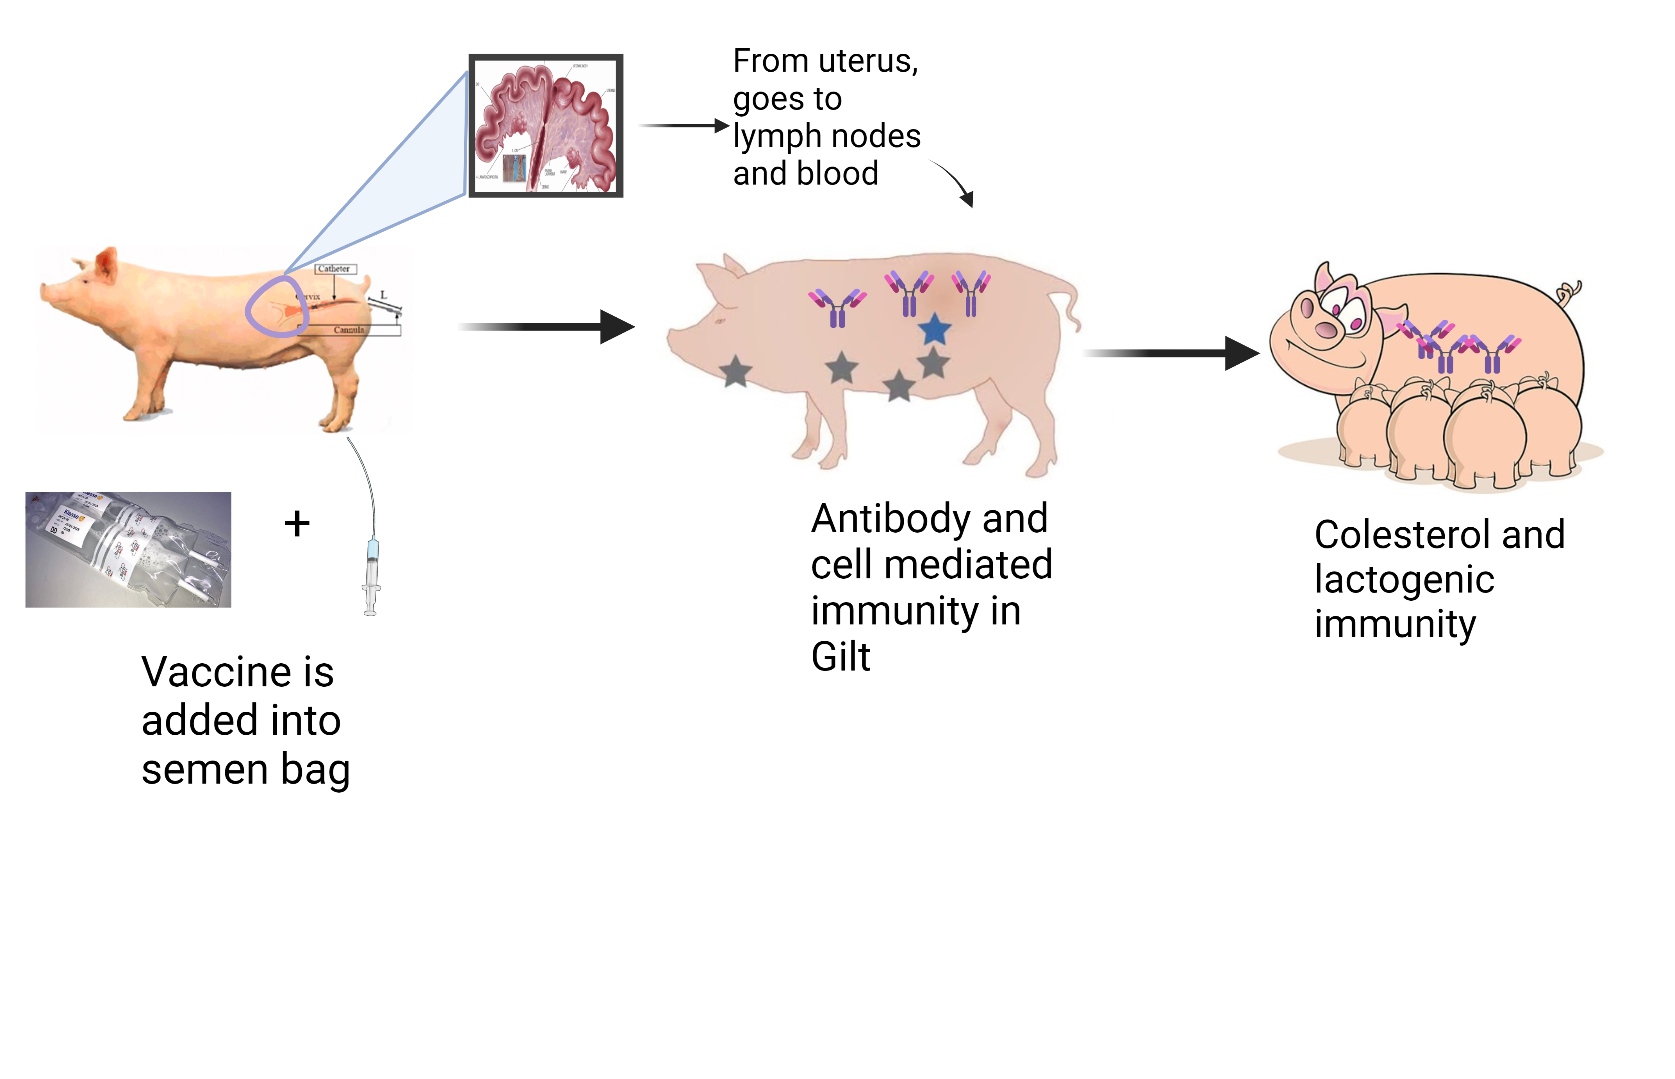 From uterus,
goes to
lymph nodes
and blood
Catheter
L
Cannula
+
Vaccine is
added into
semen bag
Antibody and
cell mediated
immunity in
Gilt
Colesterol and
lactogenic
immunity